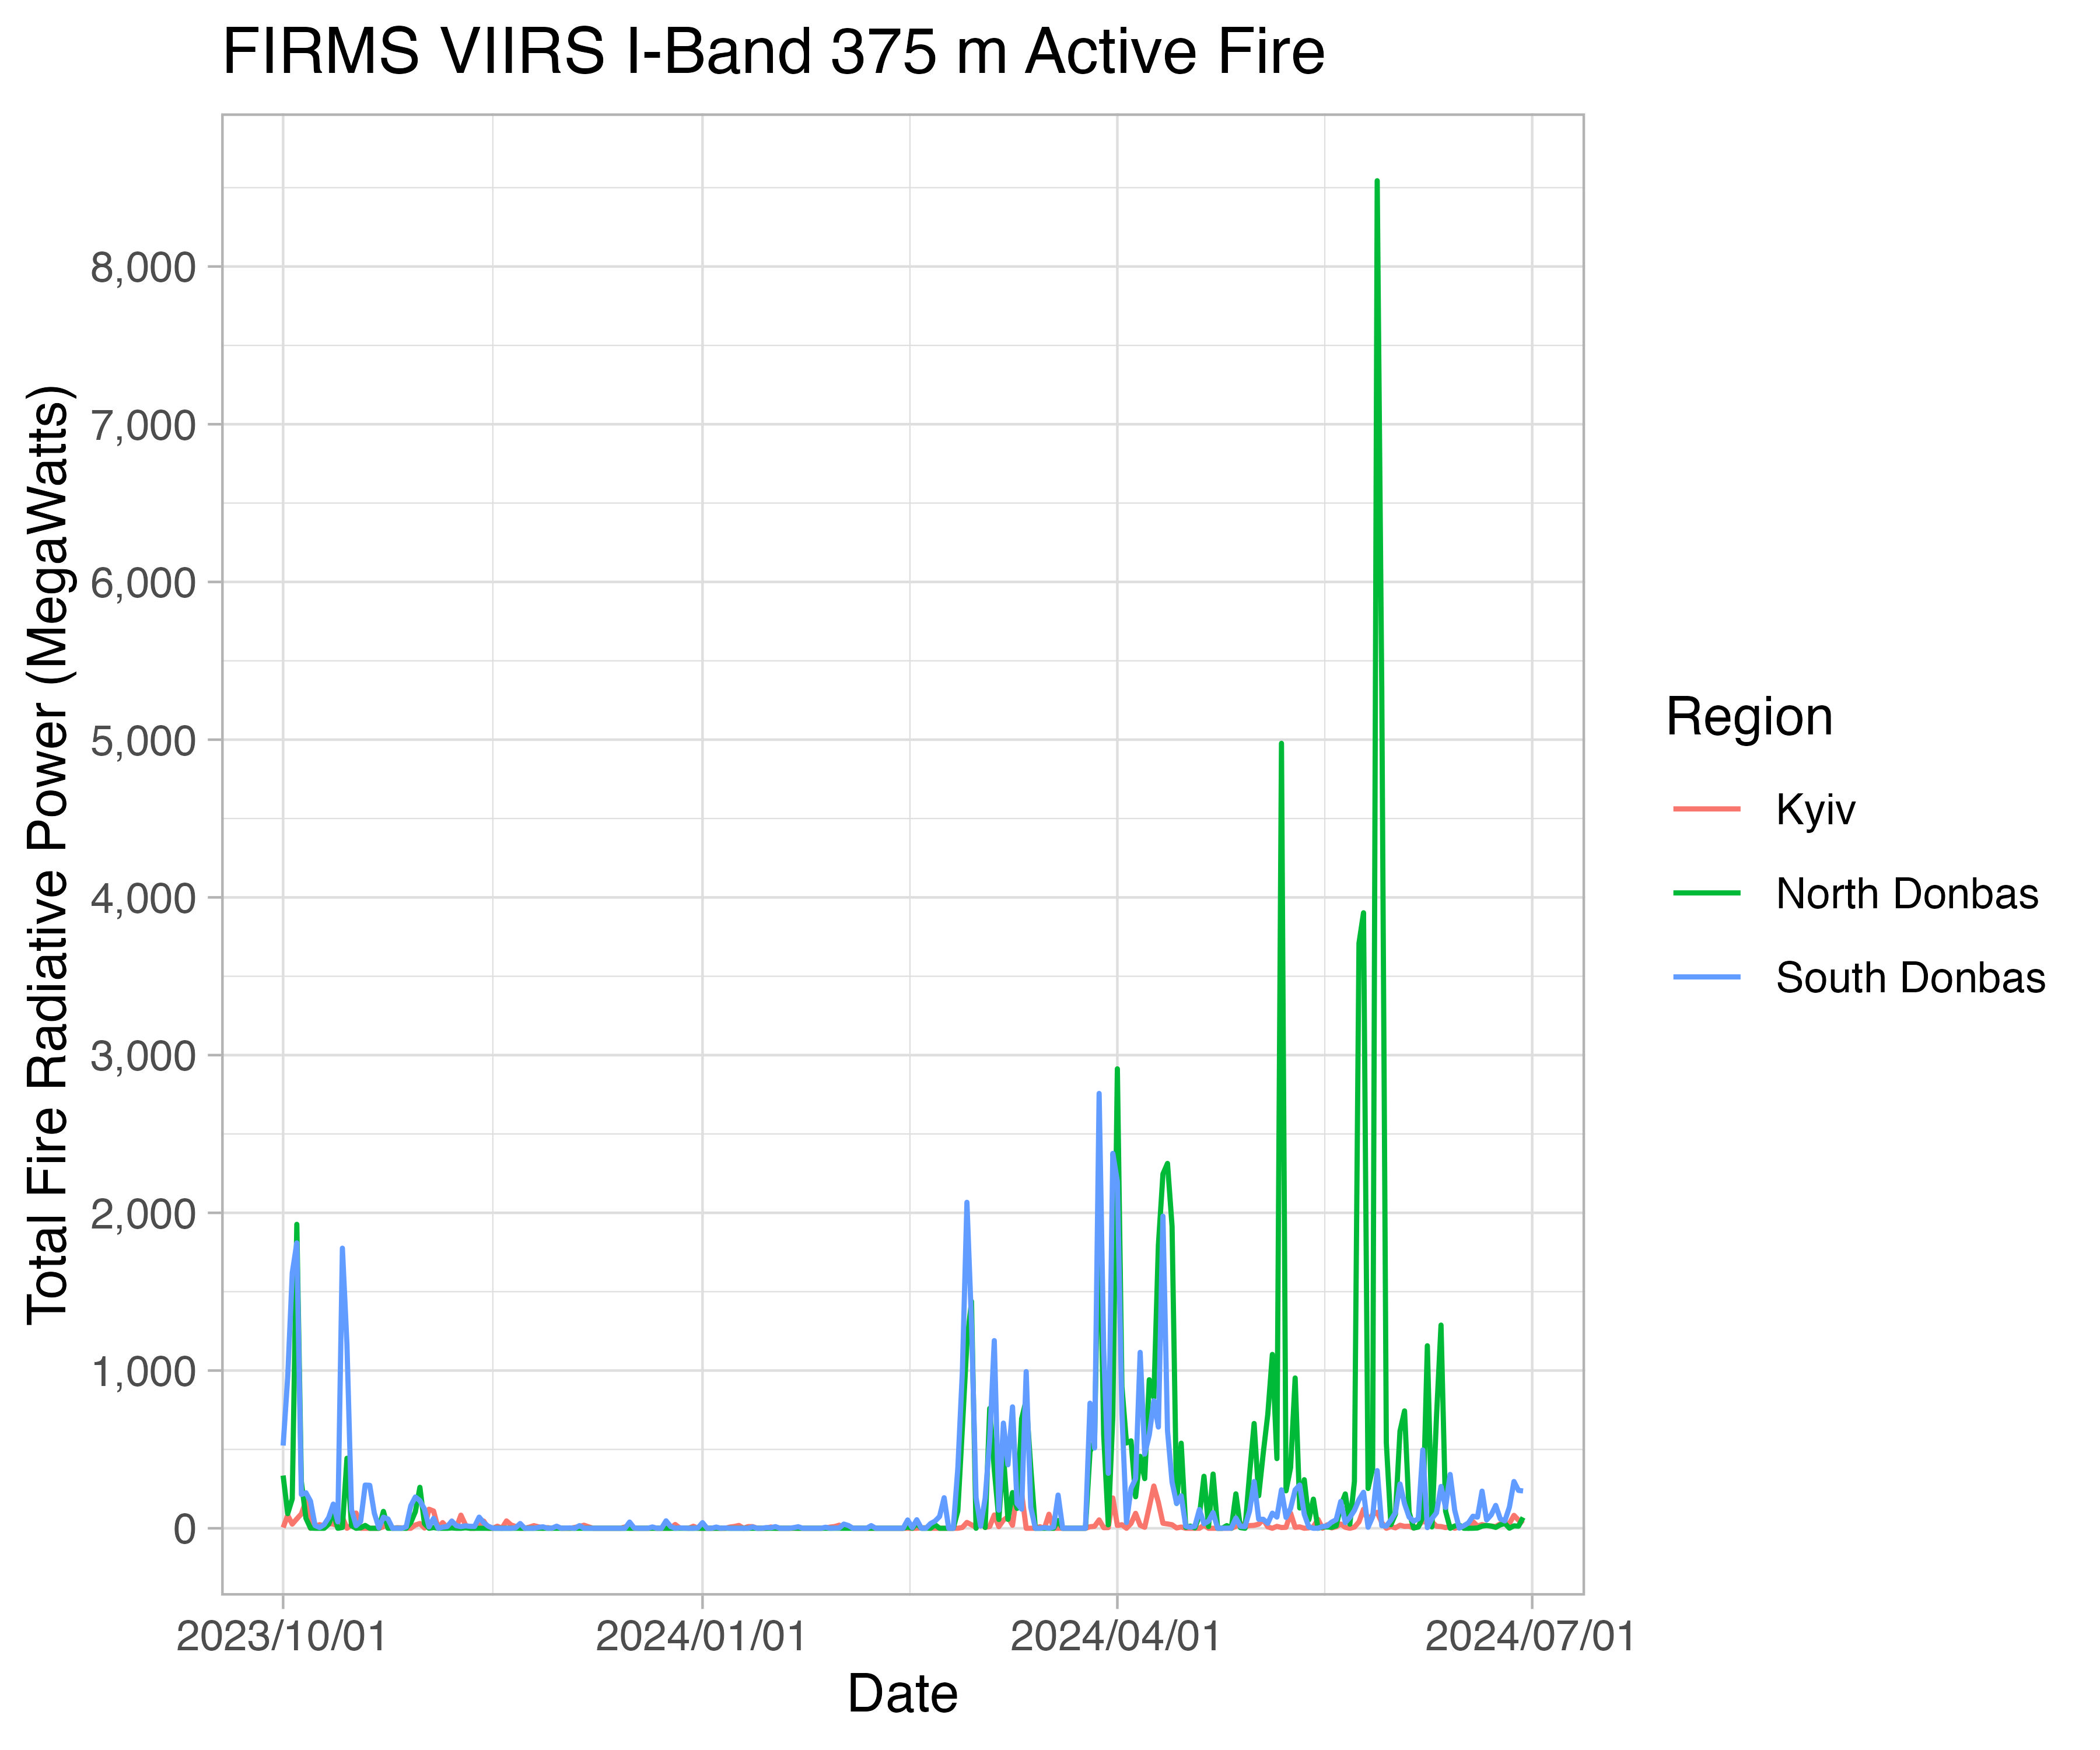 FIRMS VIIRS I-Band 375 m Active Fire
Total Fire Radiative Power (MegaWatts)
8,000
7,000
6,000
5,000
4,000
3,000
2,000
1,000
0
2023/10/01
2024/01/01
2024/04/01
2024/07/01
Date
Region
Kyiv
North Donbas
South Donbas